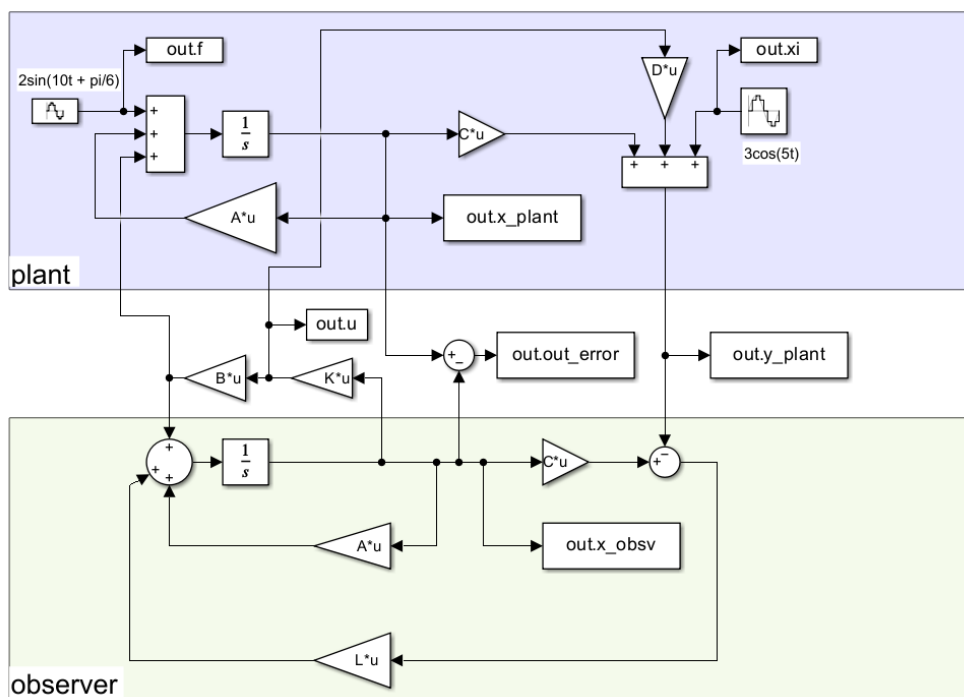 out.f
out.xi
2sin(10t + pi/6)
D*u
+
+
+
1
s
C*u
3cos(5t)
+ + +
A*u
out.x_plant
plant
out.u
+
−
out.out_error
out.y_plant
B*u
K*u
+
+
+
1
s
C*u
+
−
A*u
out.x_obsv
L*u
observer